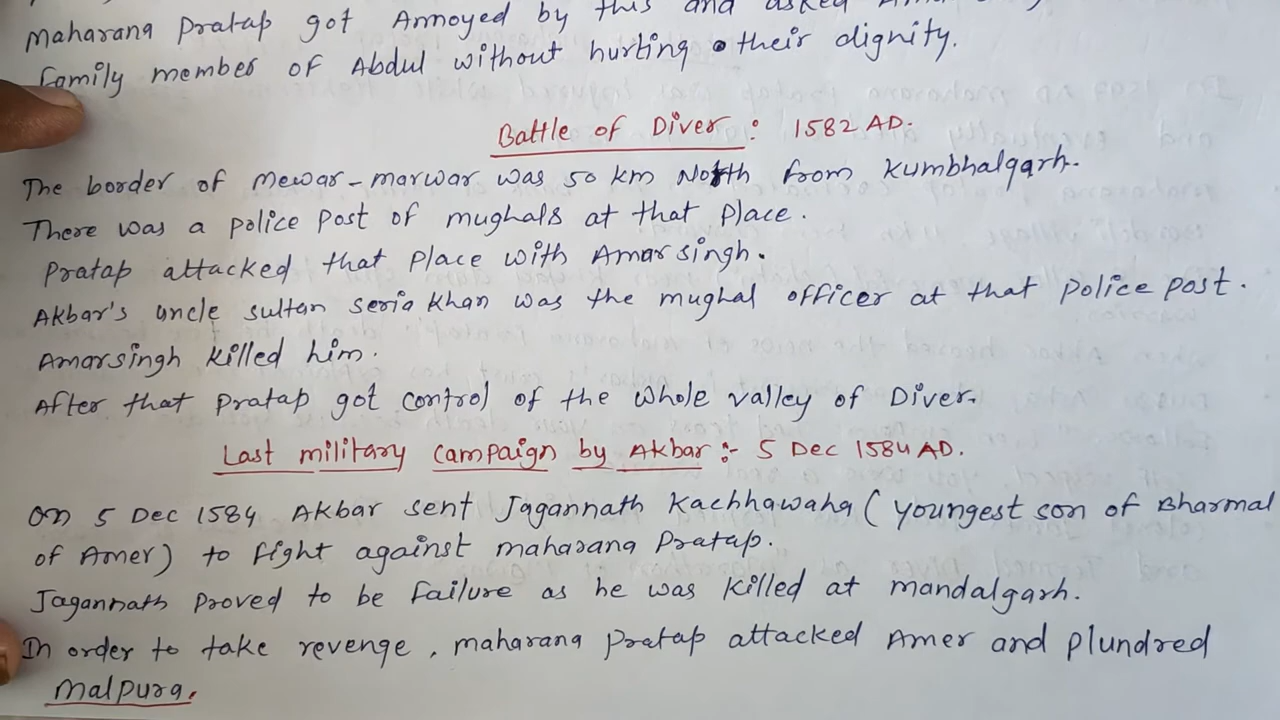 Maharana Pratap got Annoyed by this and asked
Family member of Abdul without hurting their dignity.
Battle of Diver : 1582 AD.
The border of Mewar-marwar was 50 km North from Kumbhalgarh.
There was a police post of mughals at that place.
Pratap attacked that place with Amarsingh.
Akbar's uncle sultan seria khan was the mughal officer at that police post.
Amarsingh killed him.
After that Pratap got control of the whole valley of Diver.
Last military campaign by Akbar :- 5 Dec 1584 AD.
On 5 Dec 1584 Akbar sent Jagannath Kachhawaha (youngest son of Bharmal
of Amer) to fight against maharana Pratap.
Jagannath proved to be failure as he was killed at mandalgarh.
In order to take revenge, maharana pratap attacked Amer and plundred
Malpura.